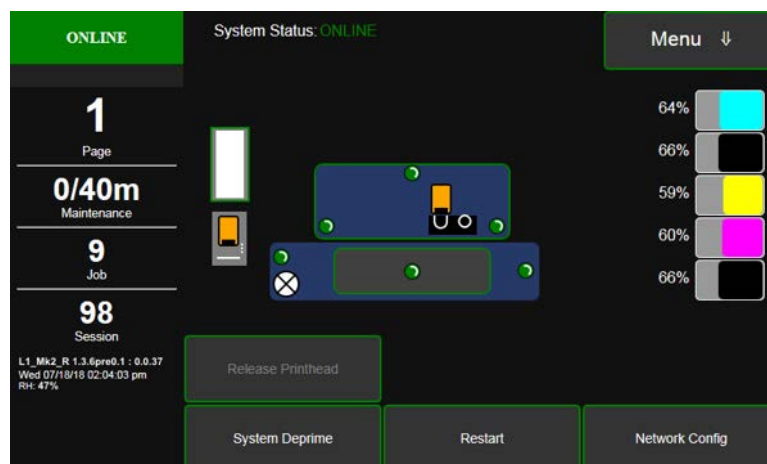 ONLINE
System Status: ONLINE
Menu ⇓
1
Page
0/40m
Maintenance
9
Job
98
Session
L1_Mk2_R 1.3.6pre0.1 : 0.0.37
Wed 07/18/18 02:04:03 pm
RH: 47%
64%
66%
59%
60%
66%
Release Printhead
System Deprime
Restart
Network Config